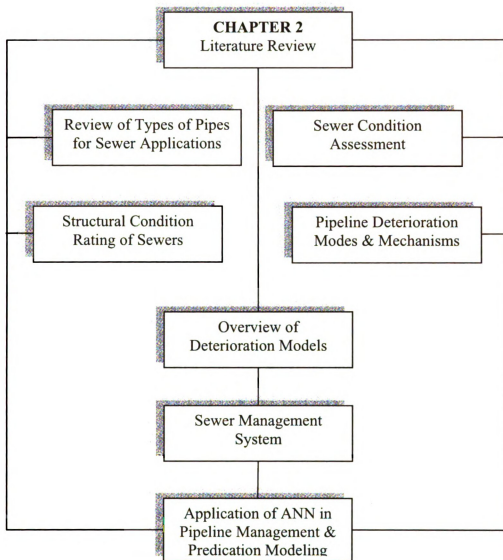 CHAPTER 2
Literature Review
Review of Types of Pipes
for Sewer Applications
Sewer Condition
Assessment
Structural Condition
Rating of Sewers
Pipeline Deterioration
Modes & Mechanisms
Overview of
Deterioration Models
Sewer Management
System
Application of ANN in
Pipeline Management &
Predication Modeling